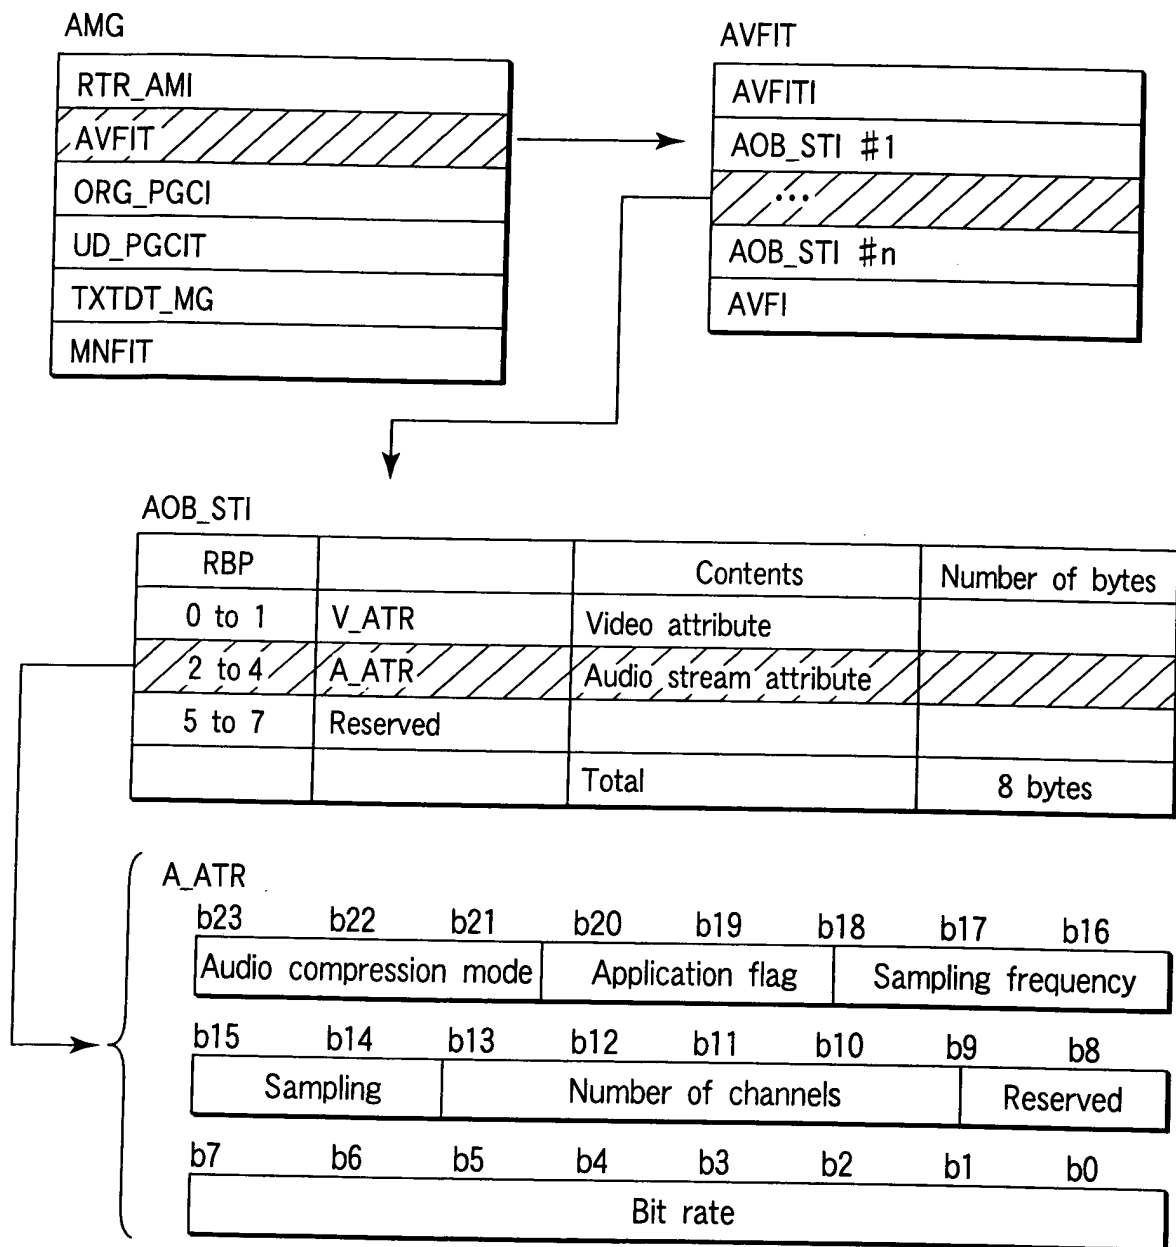 AMG
RTR_AMI
AVFIT
ORG_PGCI
UD_PGCIT
TXTDT_MG
MNFIT
AVFIT
AVFITI
AOB_STI #1
...
AOB_STI #n
AVFI
AOB_STI
RBP Contents Number of bytes
0 to 1 V_ATR Video attribute
2 to 4 A_ATR Audio stream attribute
5 to 7 Reserved
Total 8 bytes
A_ATR
b23 b22 b21 b20 b19 b18 b17 b16
Audio compression mode Application flag Sampling frequency
b15 b14 b13 b12 b11 b10 b9 b8
Sampling Number of channels Reserved
b7 b6 b5 b4 b3 b2 b1 b0
Bit rate